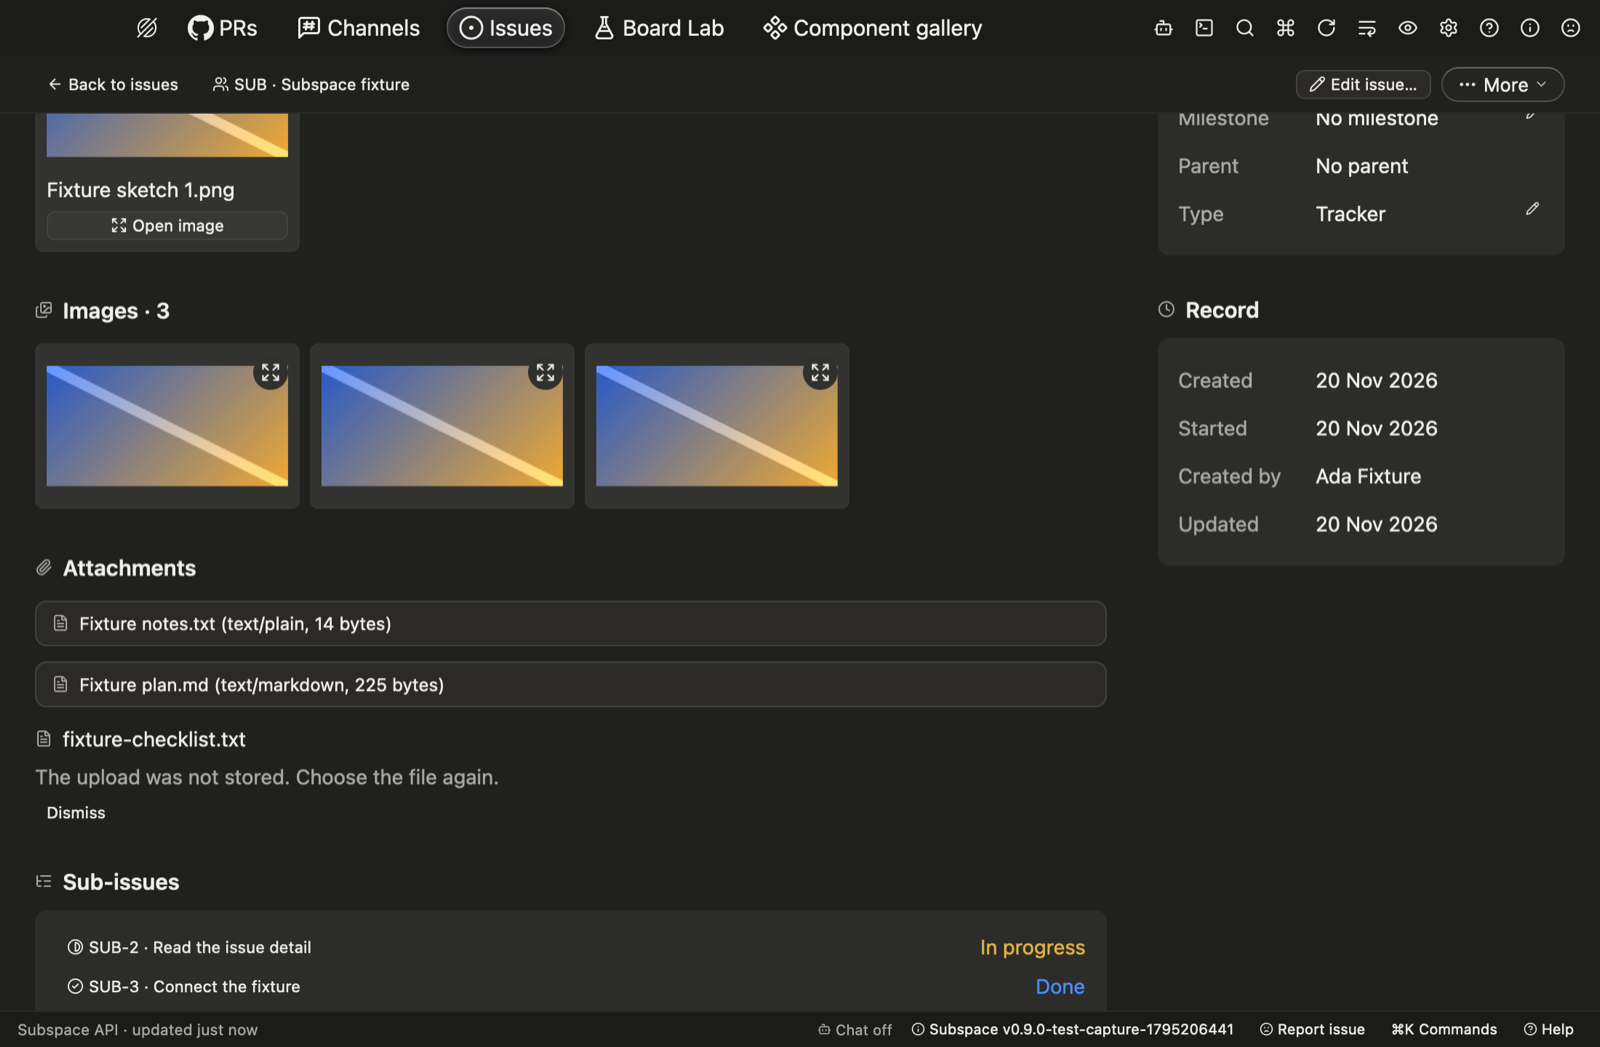 PRs
Channels
Issues
Board Lab
Component gallery
Back to issues
SUB · Subspace fixture
Edit issue...
More
Fixture sketch 1.png
Open image
Images · 3
Attachments
Fixture notes.txt (text/plain, 14 bytes)
Fixture plan.md (text/markdown, 225 bytes)
fixture-checklist.txt
The upload was not stored. Choose the file again.
Dismiss
Sub-issues
SUB-2 · Read the issue detail
In progress
SUB-3 · Connect the fixture
Done
Milestone
No milestone
Parent
No parent
Type
Tracker
Record
Created
20 Nov 2026
Started
20 Nov 2026
Created by
Ada Fixture
Updated
20 Nov 2026
Subspace API · updated just now
Chat off
Subspace v0.9.0-test-capture-1795206441
Report issue
⌘K Commands
Help